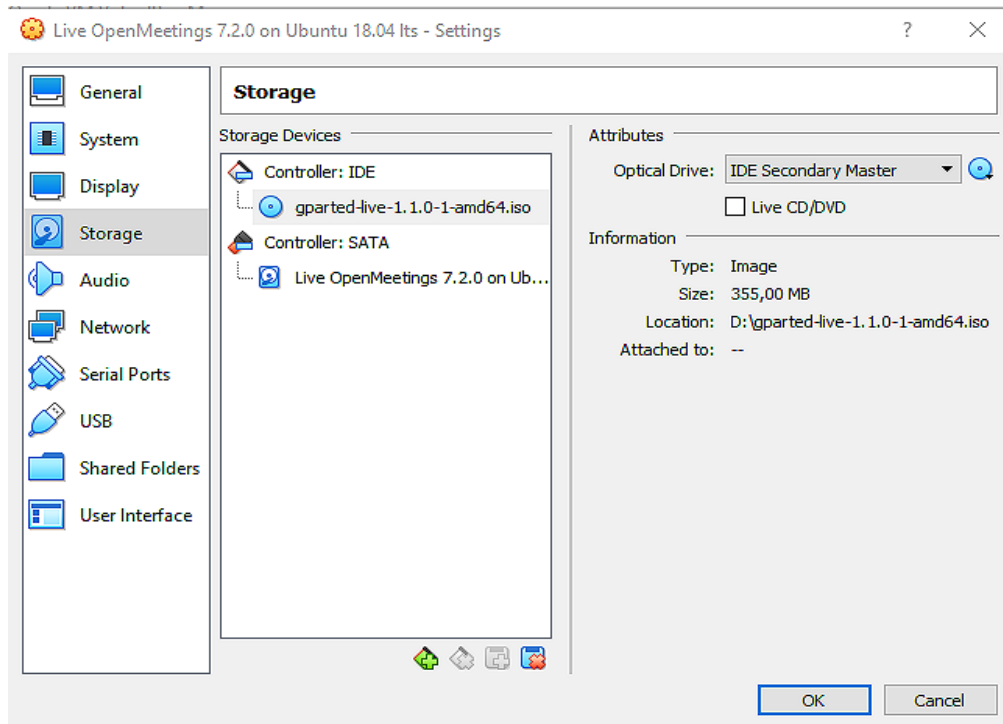 Live OpenMeetings 7.2.0 on Ubuntu 18.04 lts - Settings
?
General
System
Display
Storage
Audio
Network
Serial Ports
USB
Shared Folders
User Interface
Storage
Storage Devices
Controller: IDE
gparted-live-1.1.0-1-amd64.iso
Controller: SATA
Live OpenMeetings 7.2.0 on Ub...
Attributes
Optical Drive: IDE Secondary Master
Live CD/DVD
Information
Type: Image
Size: 355,00 MB
Location: D:\gparted-live-1.1.0-1-amd64.iso
Attached to: --
OK
Cancel